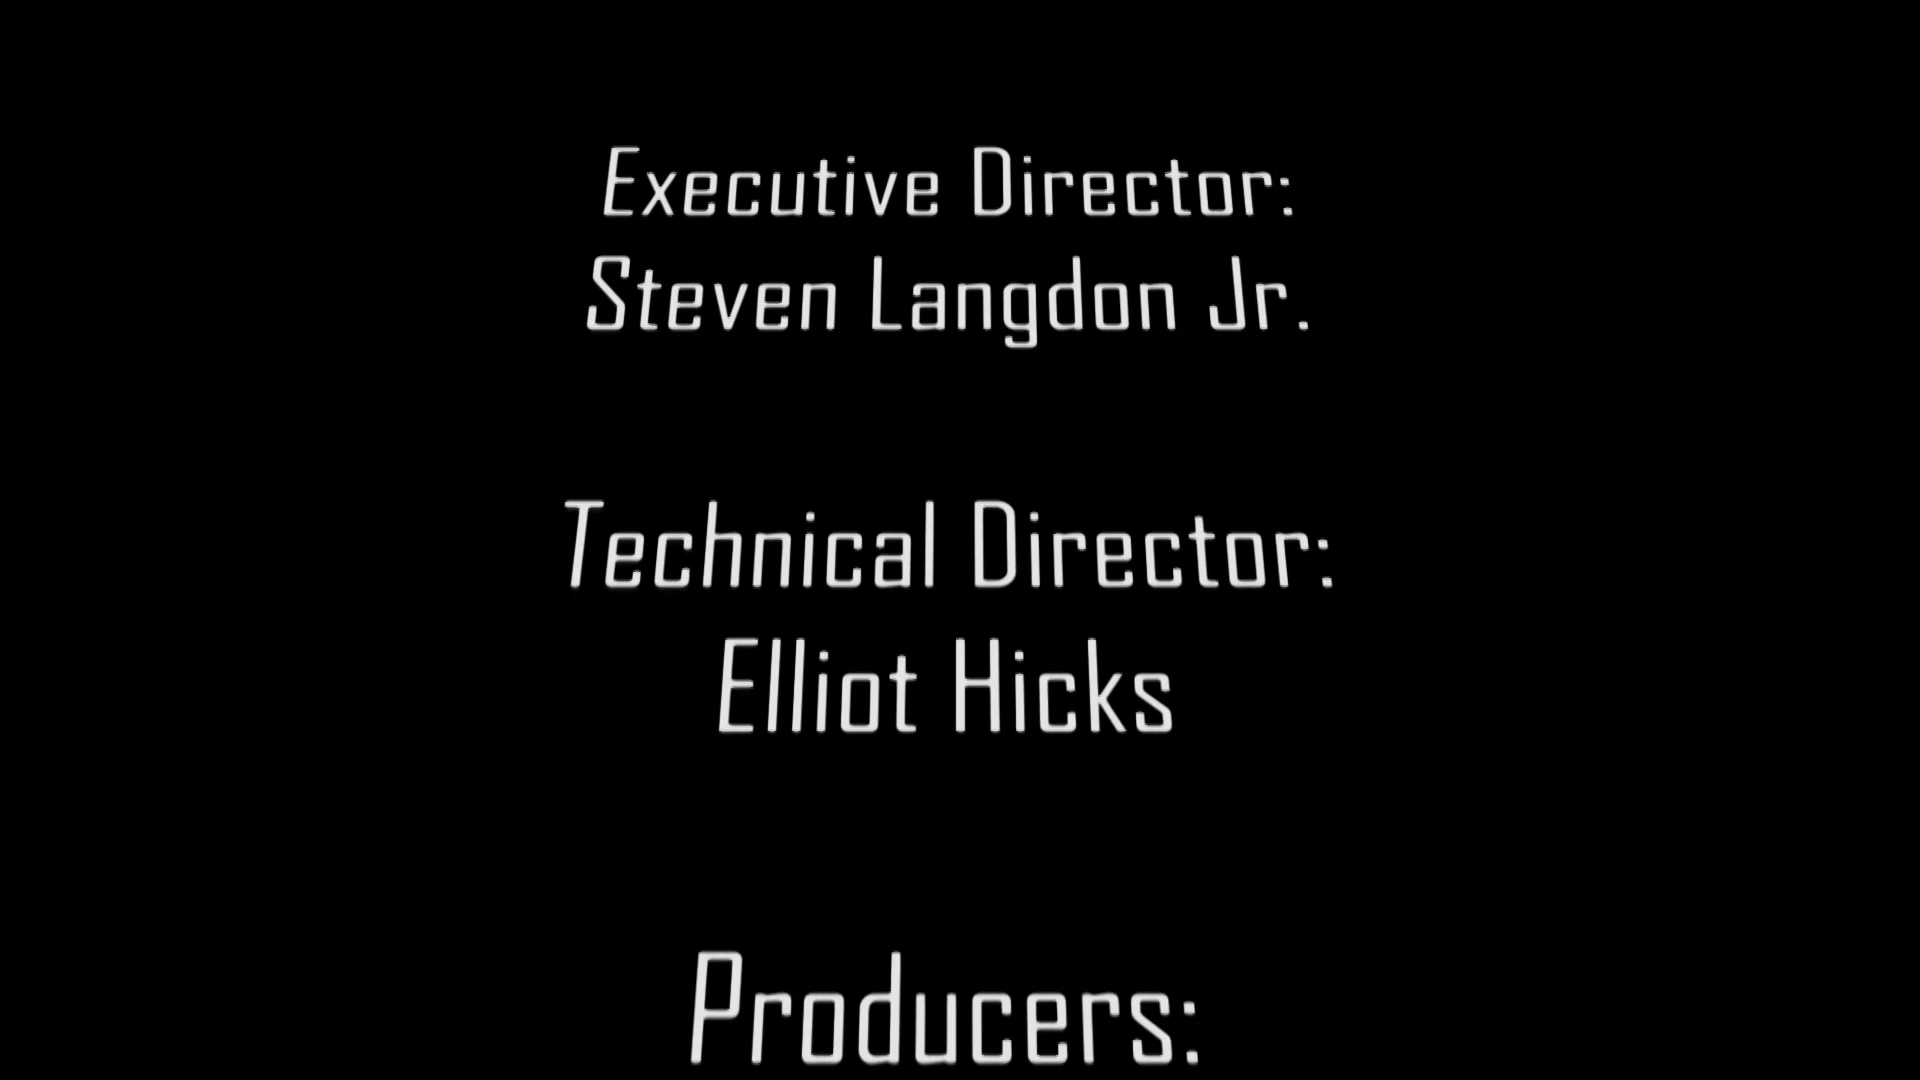 Executive Director:
Steven Langdon Jr.
Technical Director:
Elliot Hicks
Producers: